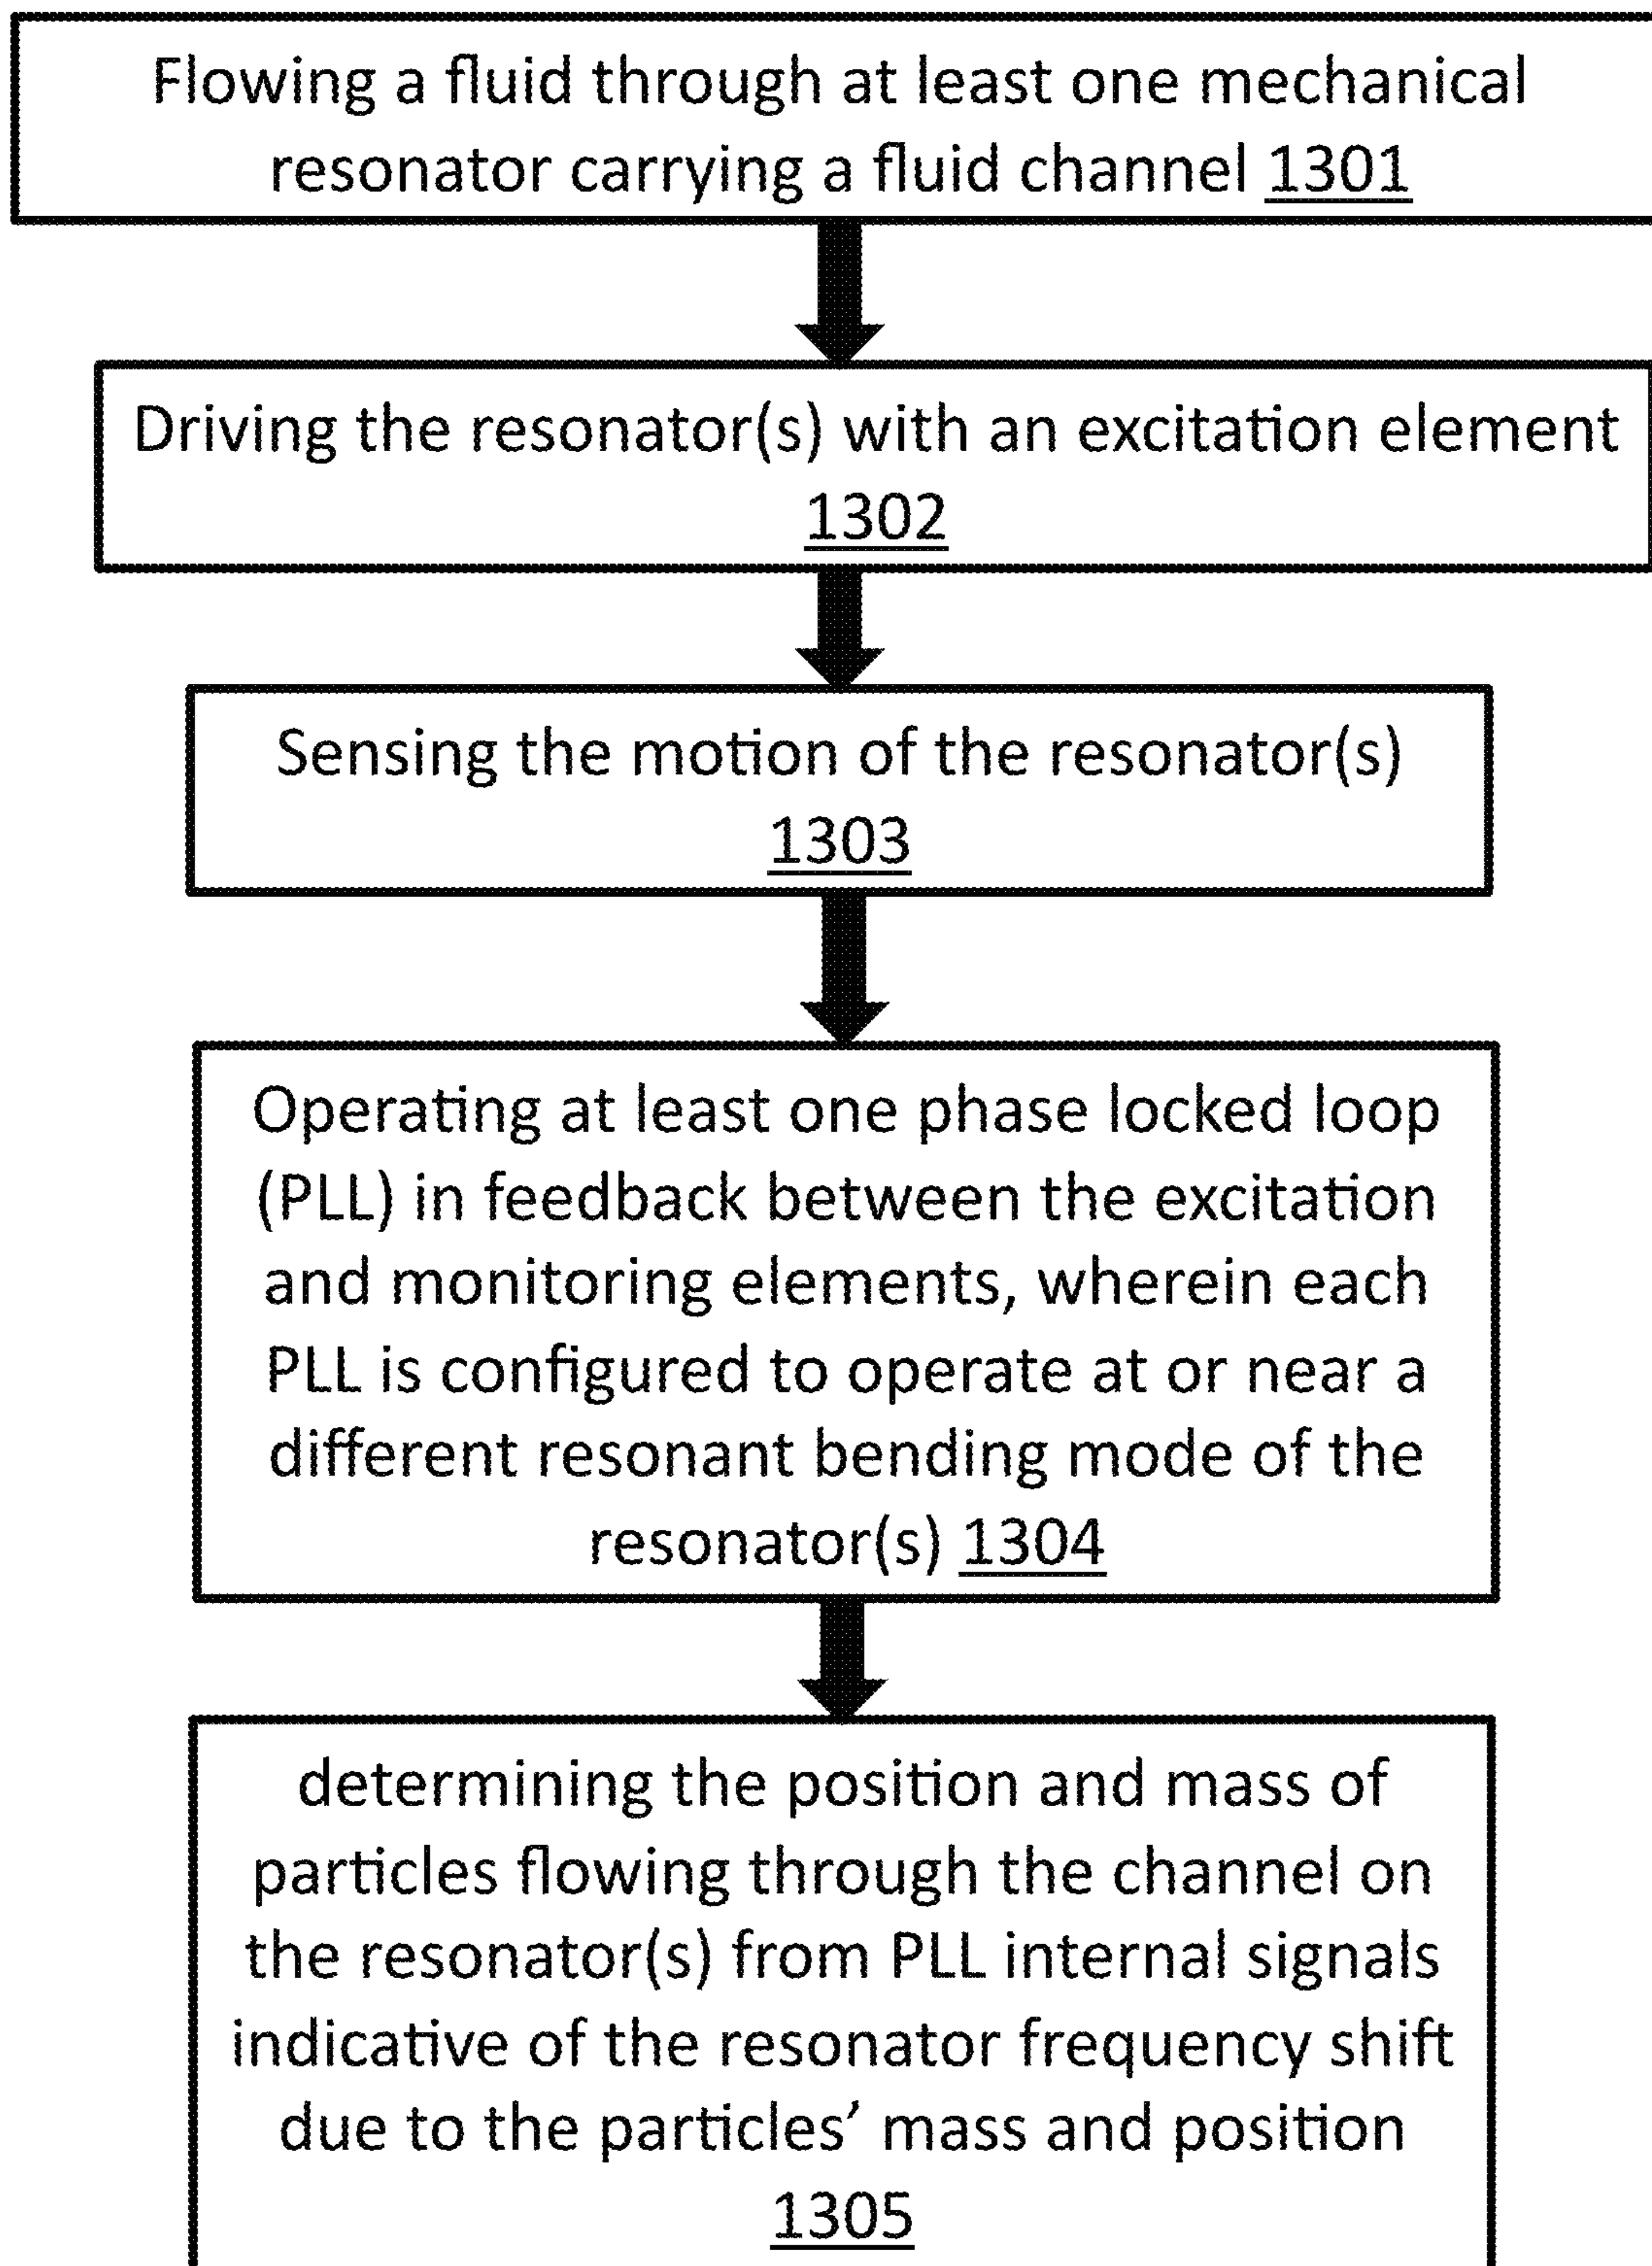 Flowing a fluid through at least one mechanical
resonator carrying a fluid channel 1301
Driving the resonator(s) with an excitation element
1302
Sensing the motion of the resonator(s)
1303
Operating at least one phase locked loop
(PLL) in feedback between the excitation
and monitoring elements, wherein each
PLL is configured to operate at or near a
different resonant bending mode of the
resonator(s) 1304
determining the position and mass of
particles flowing through the channel on
the resonator(s) from PLL internal signals
indicative of the resonator frequency shift
due to the particles’ mass and position
1305